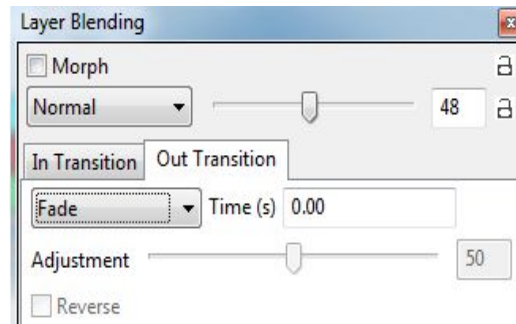 Layer Blending
Morph
Normal 48
In Transition Out Transition
Fade Time (s) 0.00
Adjustment 50
Reverse